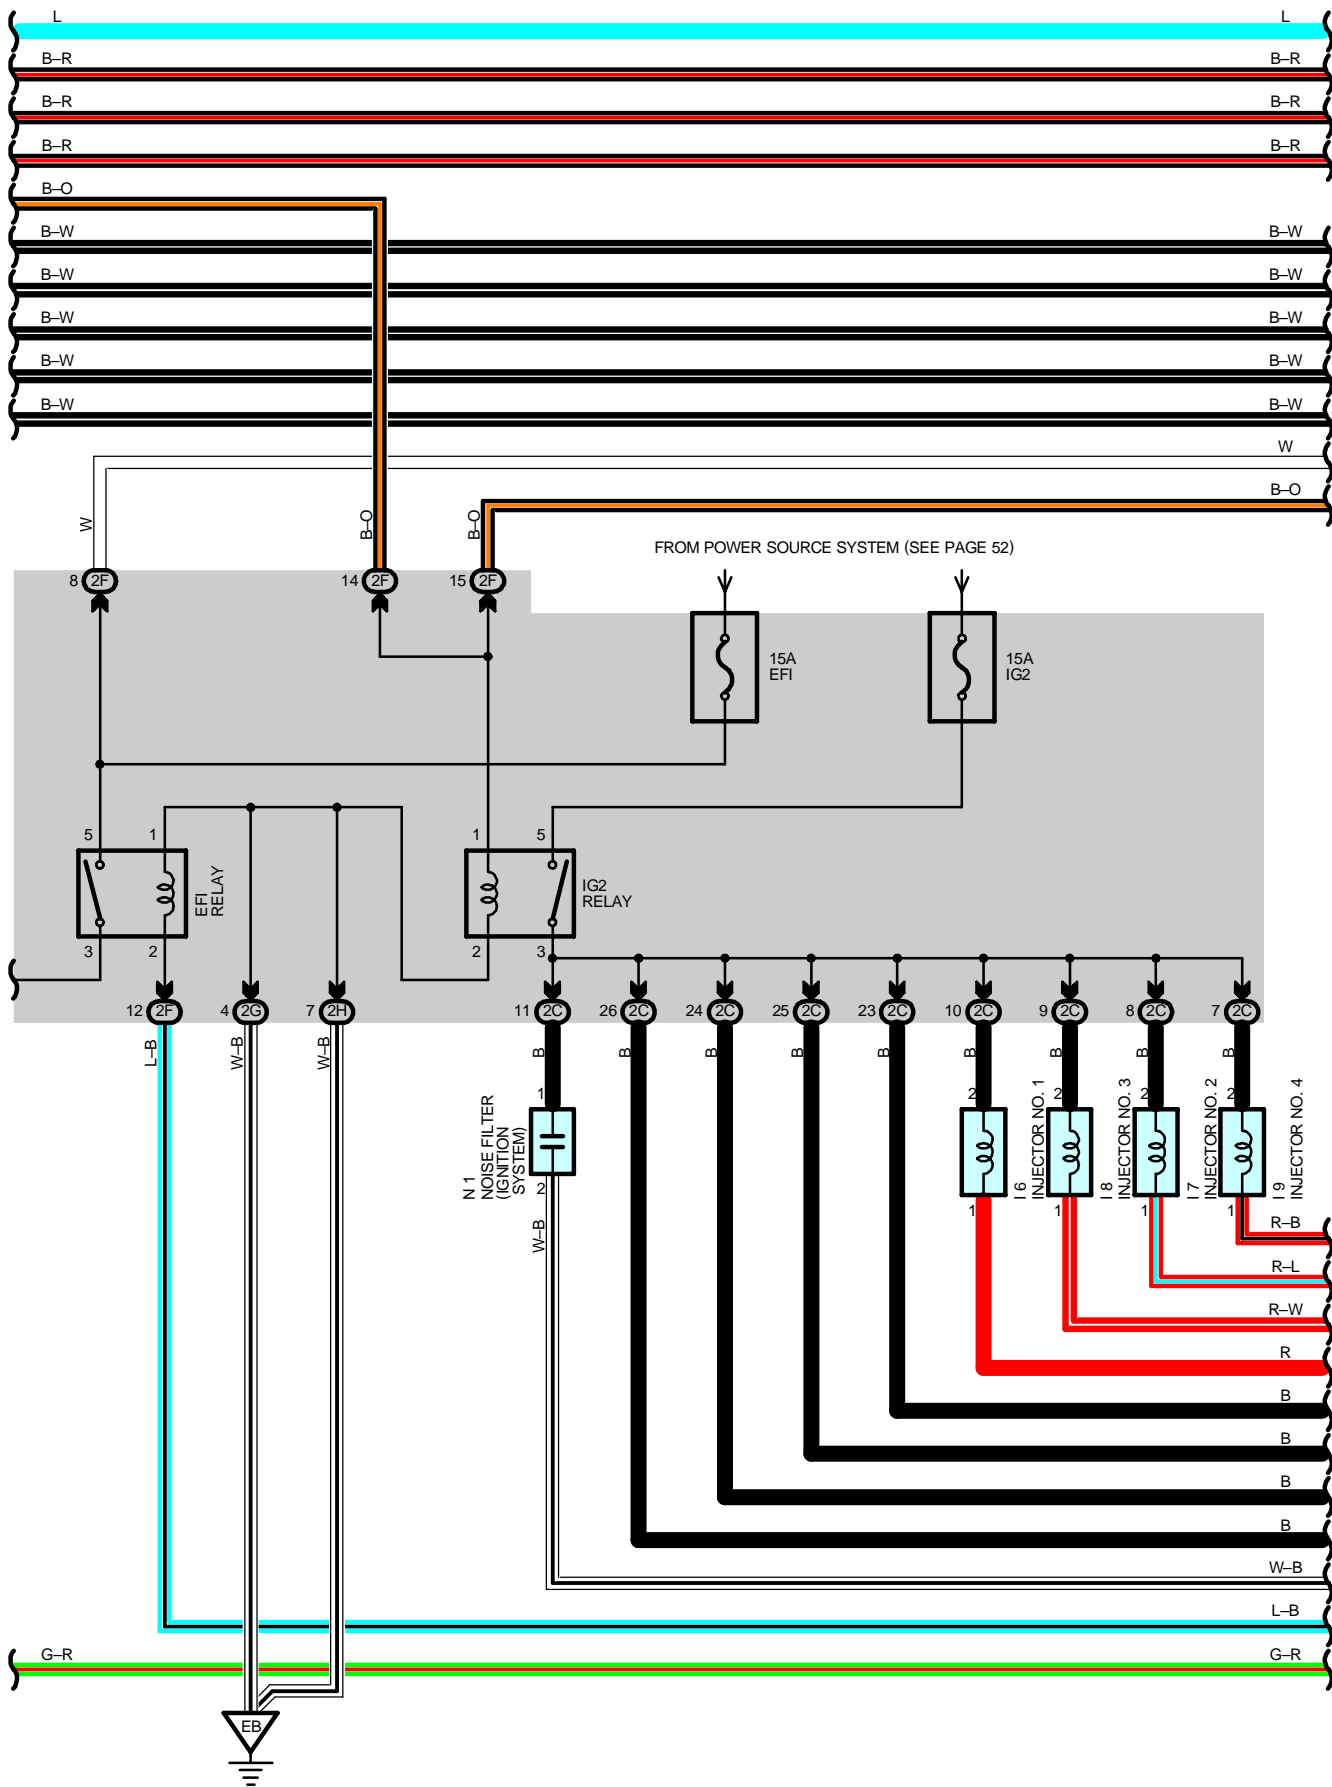 L L
B–R B–R
B–R B–R
B–R B–R
B–O
B–W B–W
B–W B–W
B–W B–W
B–W B–W
B–W B–W
W
B–O
W B–O B–O
FROM POWER SOURCE SYSTEM (SEE PAGE 52)
8 2F 14 2F 15 2F
15A 15A
EFI IG2
5 1 1 5
EFI
RELAY
IG2
RELAY
3 2 2 3
12 2F 4 2G 7 2H 11 2C 26 2C 24 2C 25 2C 23 2C 10 2C 9 2C 8 2C 7 2C
L–B W–B W–B B B B B B B B B B
1 2 2 2 2
N 1
NOISE FILTER
(IGNITION
SYSTEM)
I 6
INJECTOR NO. 1
I 8
INJECTOR NO. 3
I 7
INJECTOR NO. 2
I 9
INJECTOR NO. 4
2 1 1 1 1
W–B
R–B
R–L
R–W
R
B
B
B
B
W–B
L–B
G–R G–R
EB